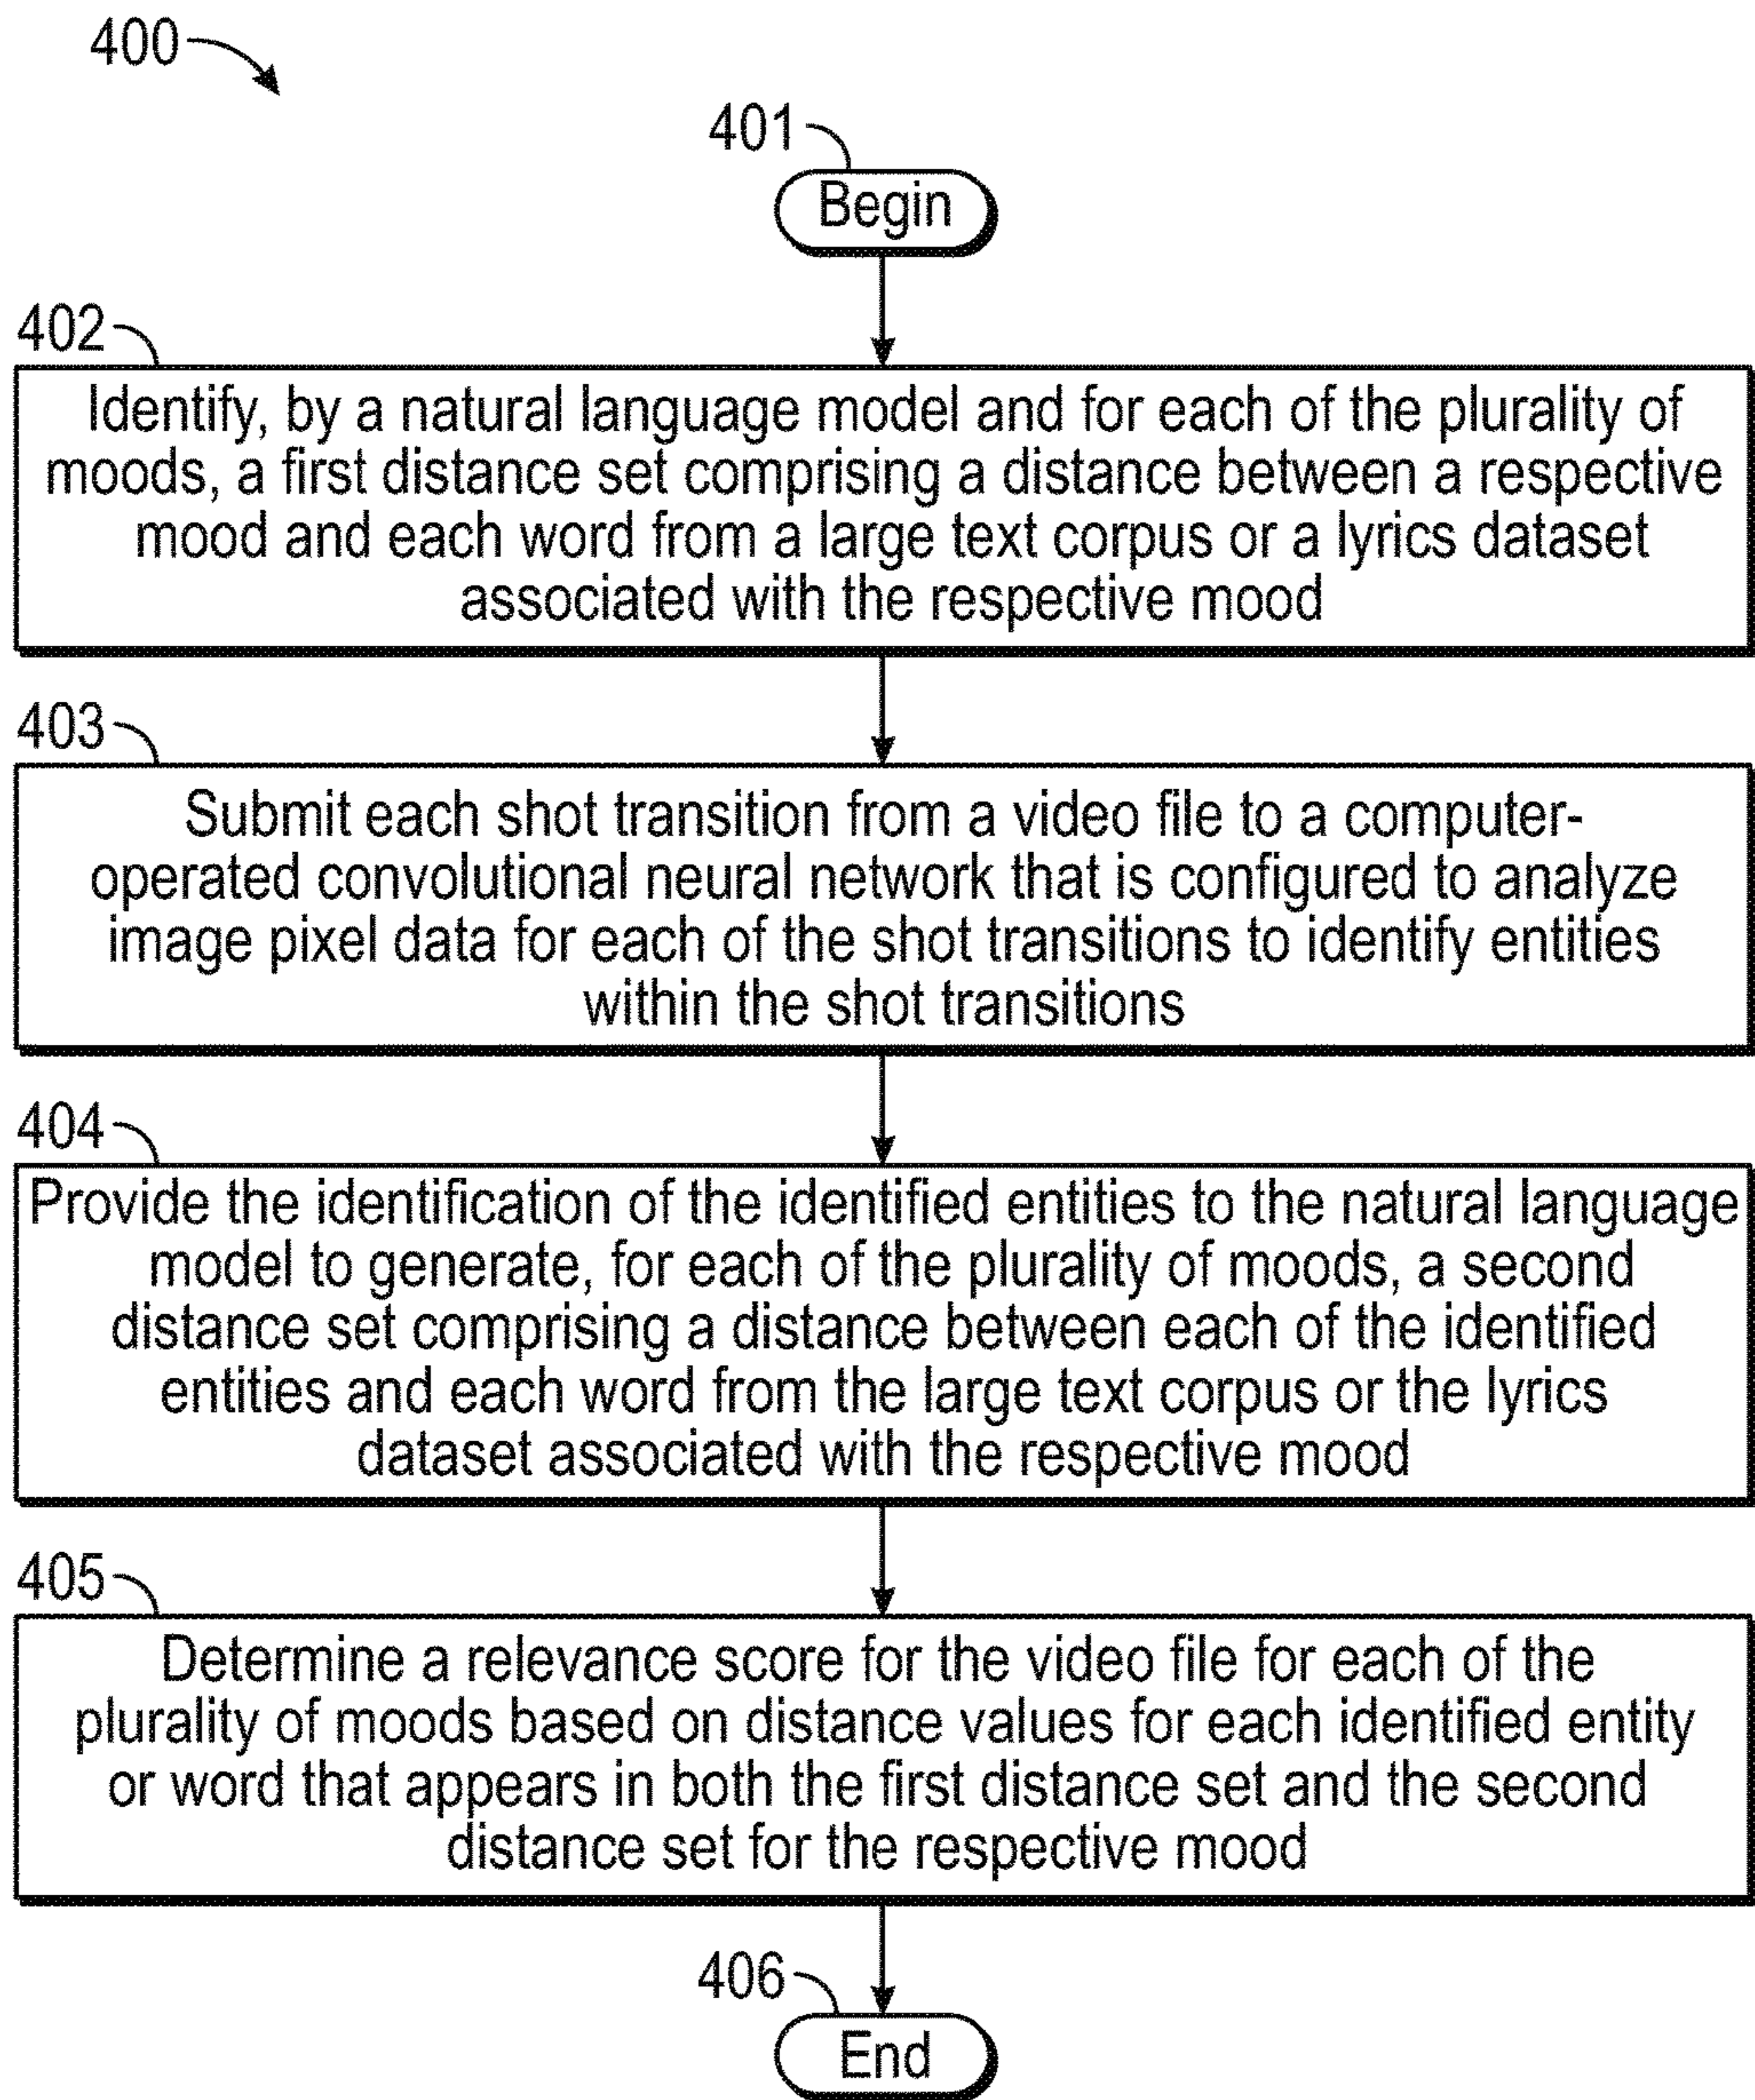 400
401
Begin
402
Identify, by a natural language model and for each of the plurality of
moods, a first distance set comprising a distance between a respective
mood and each word from a large text corpus or a lyrics dataset
associated with the respective mood
403
Submit each shot transition from a video file to a computer-
operated convolutional neural network that is configured to analyze
image pixel data for each of the shot transitions to identify entities
within the shot transitions
404
Provide the identification of the identified entities to the natural language
model to generate, for each of the plurality of moods, a second
distance set comprising a distance between each of the identified
entities and each word from the large text corpus or the lyrics
dataset associated with the respective mood
405
Determine a relevance score for the video file for each of the
plurality of moods based on distance values for each identified entity
or word that appears in both the first distance set and the second
distance set for the respective mood
406
End